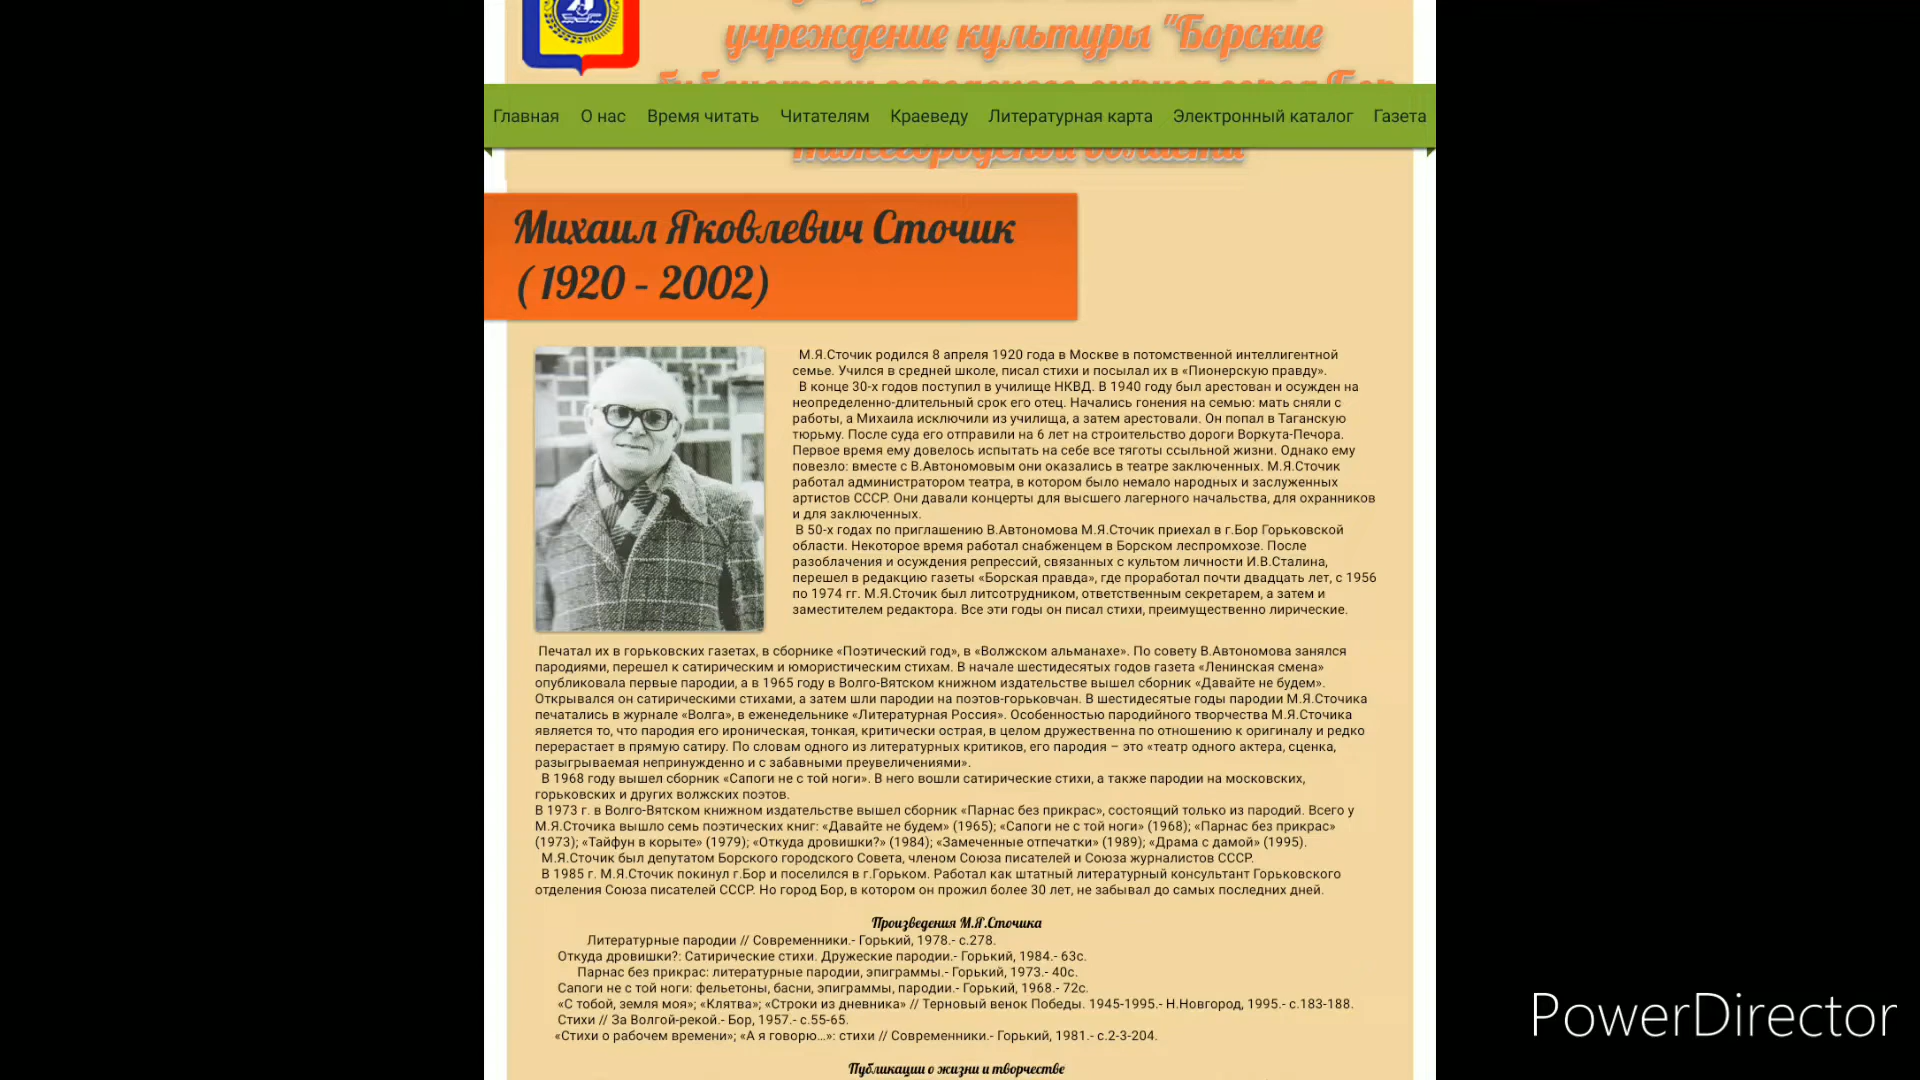 учреждение культуры "Борские
Главная О нас Время читать Читателям Краеведу Литературная карта Электронный каталог Газета
Нижегородской области"
Михаил Яковлевич Сточик
( 1920 - 2002)
М.Я.Сточик родился 8 апреля 1920 года в Москве в потомственной интеллигентной
семье. Учился в средней школе, писал стихи и посылал их в «Пионерскую правду».
В конце 30-х годов поступил в училище НКВД. В 1940 году был арестован и осужден на
неопределенно-длительный срок его отец. Начались гонения на семью: мать сняли с
работы, а Михаила исключили из училища, а затем арестовали. Он попал в Таганскую
тюрьму. После суда его отправили на 6 лет на строительство дороги Воркута-Печора.
Первое время ему довелось испытать на себе все тяготы ссыльной жизни. Однако ему
повезло: вместе с В.Автономовым они оказались в театре заключенных. М.Я.Сточик
работал администратором театра, в котором было немало народных и заслуженных
артистов СССР. Они давали концерты для высшего лагерного начальства, для охранников
и для заключенных.
В 50-х годах по приглашению В.Автономова М.Я.Сточик приехал в г.Бор Горьковской
области. Некоторое время работал снабженцем в Борском леспромхозе. После
разоблачения и осуждения репрессий, связанных с культом личности И.В.Сталина,
перешел в редакцию газеты «Борская правда», где проработал почти двадцать лет, с 1956
по 1974 гг. М.Я.Сточик был литсотрудником, ответственным секретарем, а затем и
заместителем редактора. Все эти годы он писал стихи, преимущественно лирические.
Печатал их в горьковских газетах, в сборнике «Поэтический год», в «Волжском альманахе». По совету В.Автономова занялся
пародиями, перешел к сатирическим и юмористическим стихам. В начале шестидесятых годов газета «Ленинская смена»
опубликовала первые пародии, а в 1965 году в Волго-Вятском книжном издательстве вышел сборник «Давайте не будем».
Открывался он сатирическими стихами, а затем шли пародии на поэтов-горьковчан. В шестидесятые годы пародии М.Я.Сточика
печатались в журнале «Волга», в еженедельнике «Литературная Россия». Особенностью пародийного творчества М.Я.Сточика
является то, что пародия его ироническая, тонкая, критически острая, в целом дружественна по отношению к оригиналу и редко
перерастает в прямую сатиру. По словам одного из литературных критиков, его пародия – это «театр одного актера, сценка,
разыгрываемая непринужденно и с забавными преувеличениями».
В 1968 году вышел сборник «Сапоги не с той ноги». В него вошли сатирические стихи, а также пародии на московских,
горьковских и других волжских поэтов.
В 1973 г. в Волго-Вятском книжном издательстве вышел сборник «Парнас без прикрас», состоящий только из пародий. Всего у
М.Я.Сточика вышло семь поэтических книг: «Давайте не будем» (1965); «Сапоги не с той ноги» (1968); «Парнас без прикрас»
(1973); «Тайфун в корыте» (1979); «Откуда дровишки?» (1984); «Замеченные отпечатки» (1989); «Драма с дамой» (1995).
М.Я.Сточик был депутатом Борского городского Совета, членом Союза писателей и Союза журналистов СССР.
В 1985 г. М.Я.Сточик покинул г.Бор и поселился в г.Горьком. Работал как штатный литературный консультант Горьковского
отделения Союза писателей СССР. Но город Бор, в котором он прожил более 30 лет, не забывал до самых последних дней.
Произведения М.Я.Сточика
Литературные пародии // Современники.- Горький, 1978.- с.278.
Откуда дровишки?: Сатирические стихи. Дружеские пародии.- Горький, 1984.- 63с.
Парнас без прикрас: литературные пародии, эпиграммы.- Горький, 1973.- 40с.
Сапоги не с той ноги: фельетоны, басни, эпиграммы, пародии.- Горький, 1968.- 72с.
«С тобой, земля моя»; «Клятва»; «Строки из дневника» // Терновый венок Победы. 1945-1995.- Н.Новгород, 1995.- с.183-188.
Стихи // За Волгой-рекой.- Бор, 1957.- с.55-65.
«Стихи о рабочем времени»; «А я говорю...»: стихи // Современники.- Горький, 1981.- с.2-3-204.
Публикации о жизни и творчестве
PowerDirector